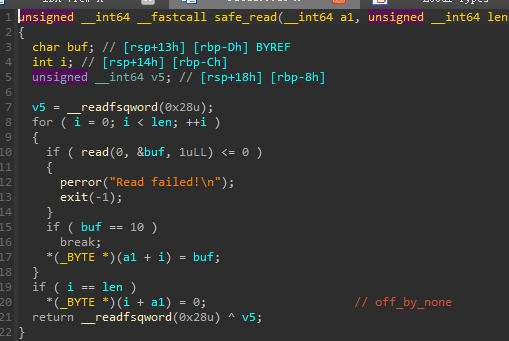 1 unsigned __int64 __fastcall safe_read(__int64 a1, unsigned __int64 len
2 {
3 char buf; // [rsp+13h] [rbp-Dh] BYREF
4 int i; // [rsp+14h] [rbp-Ch]
5 unsigned __int64 v5; // [rsp+18h] [rbp-8h]
6
7 v5 = __readfsqword(0x28u);
8 for ( i = 0; i < len; ++i )
9 {
10 if ( read(0, &buf, 1uLL) <= 0 )
11 {
12 perror("Read failed!\n");
13 exit(-1);
14 }
15 if ( buf == 10 )
16 break;
17 *(_BYTE *)(a1 + i) = buf;
18 }
19 if ( i == len )
20 *(_BYTE *)(i + a1) = 0; // off_by_none
21 return __readfsqword(0x28u) ^ v5;
22 }